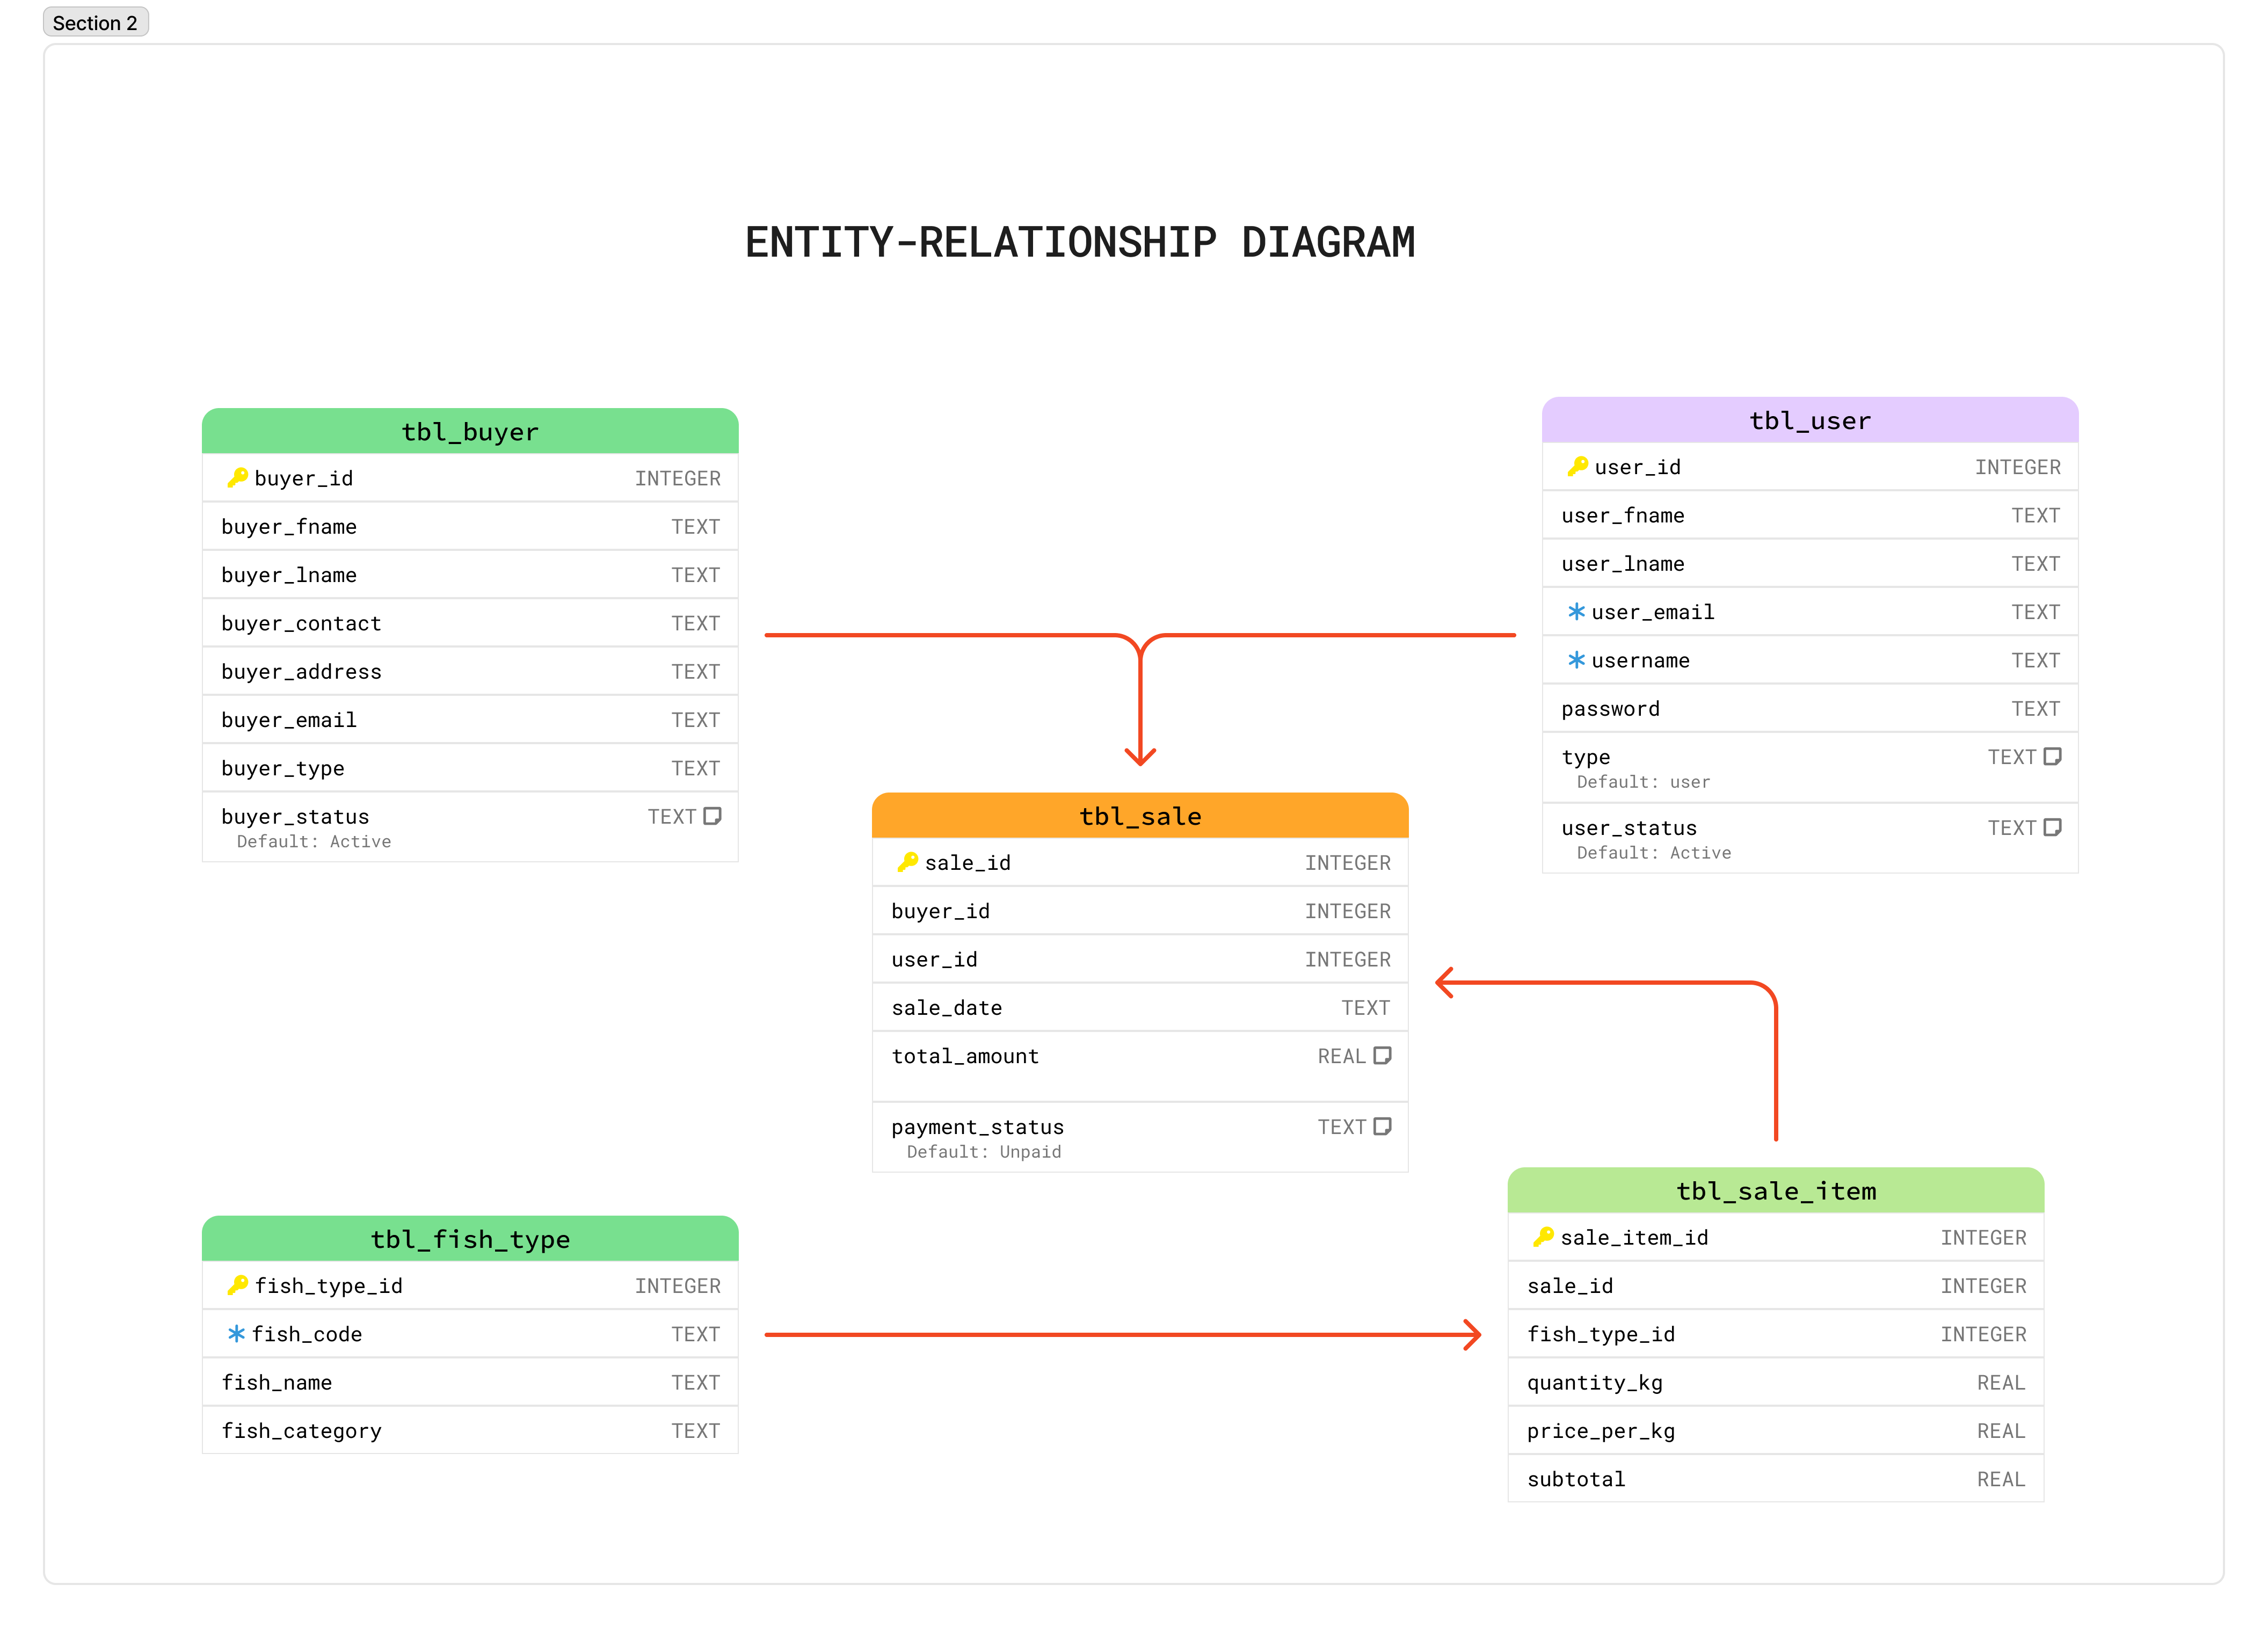 Section 2
ENTITY-RELATIONSHIP DIAGRAM
tbl_buyer
buyer_id INTEGER
buyer_fname TEXT
buyer_lname TEXT
buyer_contact TEXT
buyer_address TEXT
buyer_email TEXT
buyer_type TEXT
buyer_status TEXT
Default: Active
tbl_user
user_id INTEGER
user_fname TEXT
user_lname TEXT
user_email TEXT
username TEXT
password TEXT
type TEXT
Default: user
user_status TEXT
Default: Active
tbl_sale
sale_id INTEGER
buyer_id INTEGER
user_id INTEGER
sale_date TEXT
total_amount REAL
payment_status TEXT
Default: Unpaid
tbl_fish_type
fish_type_id INTEGER
fish_code TEXT
fish_name TEXT
fish_category TEXT
tbl_sale_item
sale_item_id INTEGER
sale_id INTEGER
fish_type_id INTEGER
quantity_kg REAL
price_per_kg REAL
subtotal REAL